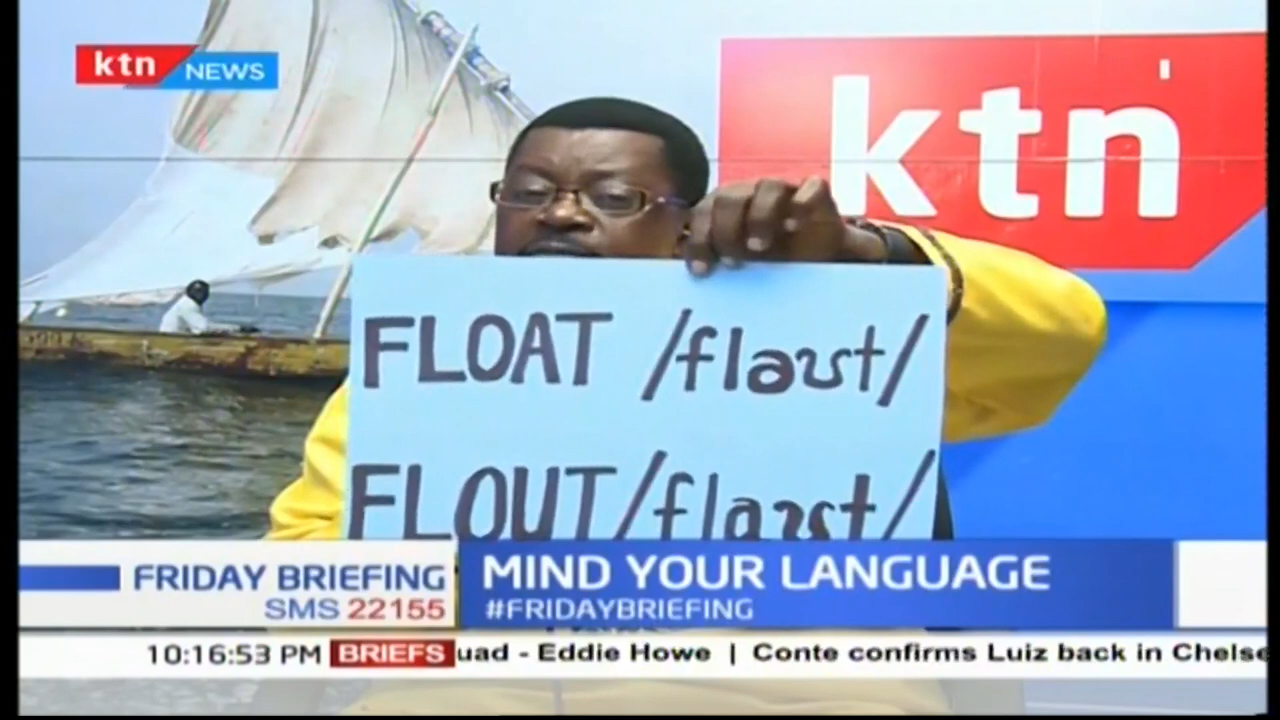 ktn NEWS
ktn
FLOAT /fləʊt/
FLOUT /flaʊt/
FRIDAY BRIEFING
SMS 22155
MIND YOUR LANGUAGE
#FRIDAYBRIEFING
10:16:53 PM BRIEFS uad - Eddie Howe | Conte confirms Luiz back in Chelse